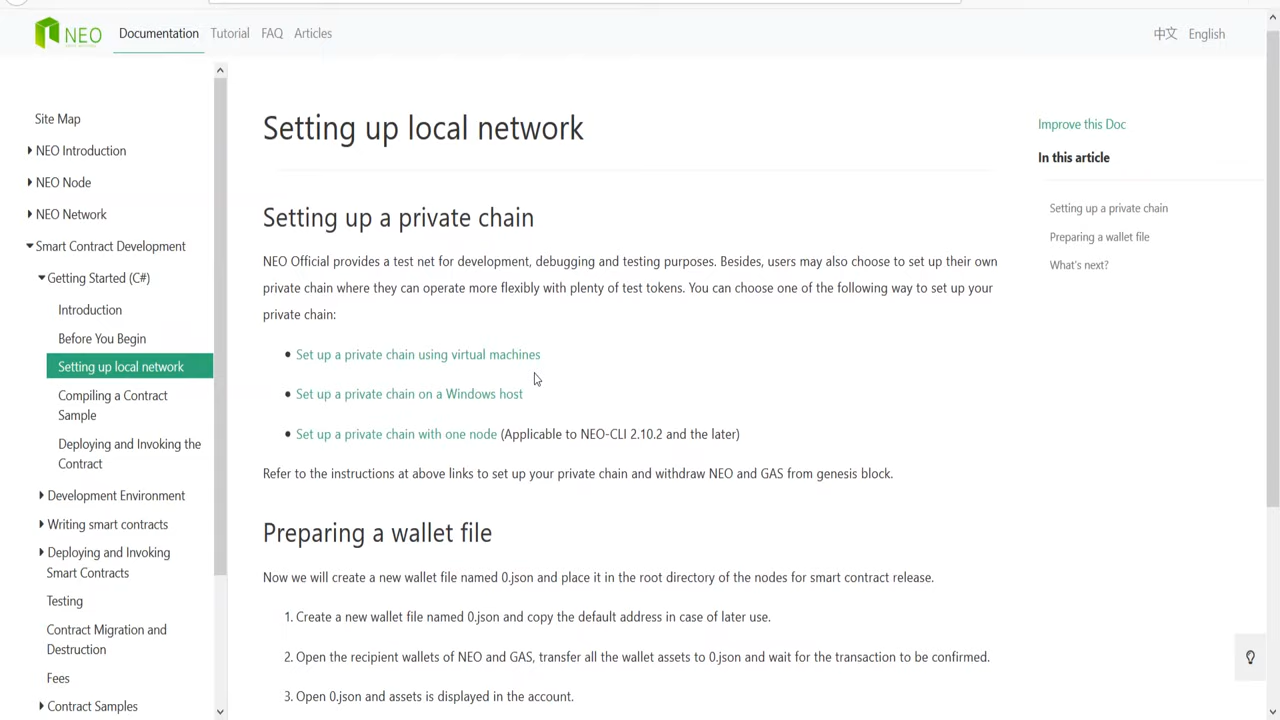 NEO
Documentation
Tutorial
FAQ
Articles
中文
English
Site Map
NEO Introduction
NEO Node
NEO Network
Smart Contract Development
Getting Started (C#)
Introduction
Before You Begin
Setting up local network
Compiling a Contract
Sample
Deploying and Invoking the
Contract
Development Environment
Writing smart contracts
Deploying and Invoking
Smart Contracts
Testing
Contract Migration and
Destruction
Fees
Contract Samples
Setting up local network
Setting up a private chain
NEO Official provides a test net for development, debugging and testing purposes. Besides, users may also choose to set up their own
private chain where they can operate more flexibly with plenty of test tokens. You can choose one of the following way to set up your
private chain:
• Set up a private chain using virtual machines
• Set up a private chain on a Windows host
• Set up a private chain with one node (Applicable to NEO-CLI 2.10.2 and the later)
Refer to the instructions at above links to set up your private chain and withdraw NEO and GAS from genesis block.
Preparing a wallet file
Now we will create a new wallet file named 0.json and place it in the root directory of the nodes for smart contract release.
1. Create a new wallet file named 0.json and copy the default address in case of later use.
2. Open the recipient wallets of NEO and GAS, transfer all the wallet assets to 0.json and wait for the transaction to be confirmed.
3. Open 0.json and assets is displayed in the account.
Improve this Doc
In this article
Setting up a private chain
Preparing a wallet file
What's next?